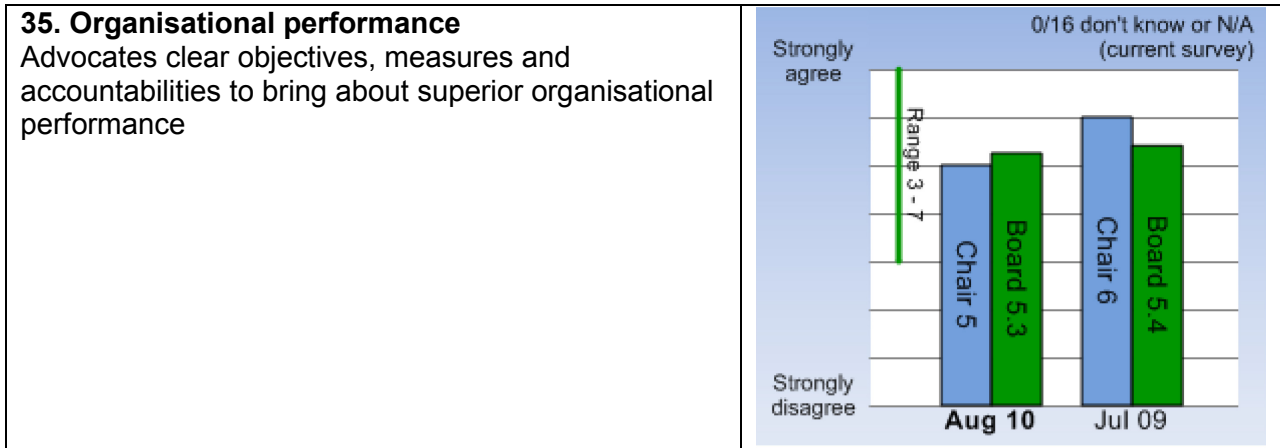 35. Organisational performance
Advocates clear objectives, measures and
accountabilities to bring about superior organisational
performance
0/16 don't know or N/A
(current survey)
Strongly
agree
Range 3 - 7
Chair 5
Board 5.3
Chair 6
Board 5.4
Strongly
disagree
Aug 10
Jul 09